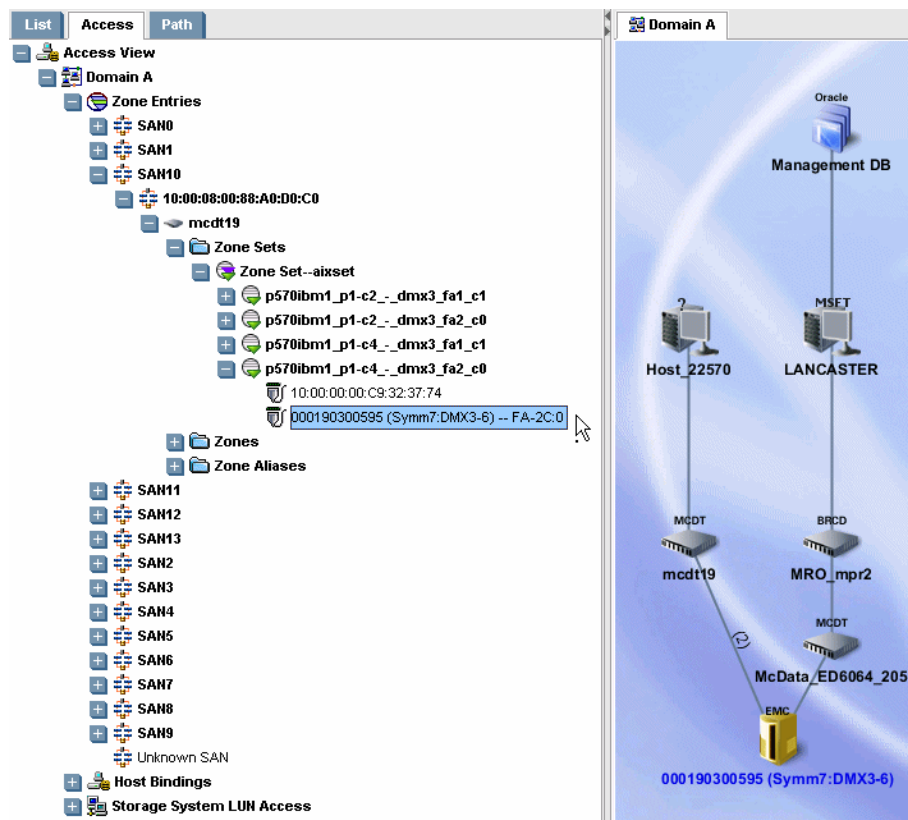 List Access Path
Access View
Domain A
Zone Entries
SAN0
SAN1
SAN10
10:00:08:00:88:A0:D0:C0
mcdt19
Zone Sets
Zone Set--aixset
p570ibm1_p1-c2_-_dmx3_fa1_c1
p570ibm1_p1-c2_-_dmx3_fa2_c0
p570ibm1_p1-c4_-_dmx3_fa1_c1
p570ibm1_p1-c4_-_dmx3_fa2_c0
10:00:00:00:C9:32:37:74
000190300595 (Symm7:DMX3-6) -- FA-2C:0
Zones
Zone Aliases
SAN11
SAN12
SAN13
SAN2
SAN3
SAN4
SAN5
SAN6
SAN7
SAN8
SAN9
Unknown SAN
Host Bindings
Storage System LUN Access
Domain A
Oracle
Management DB
?
Host_22570
MSFT
LANCASTER
MCDT
mcdt19
BRCD
MRO_mpr2
MCDT
McData_ED6064_205
(2)
EMC
000190300595 (Symm7:DMX3-6)